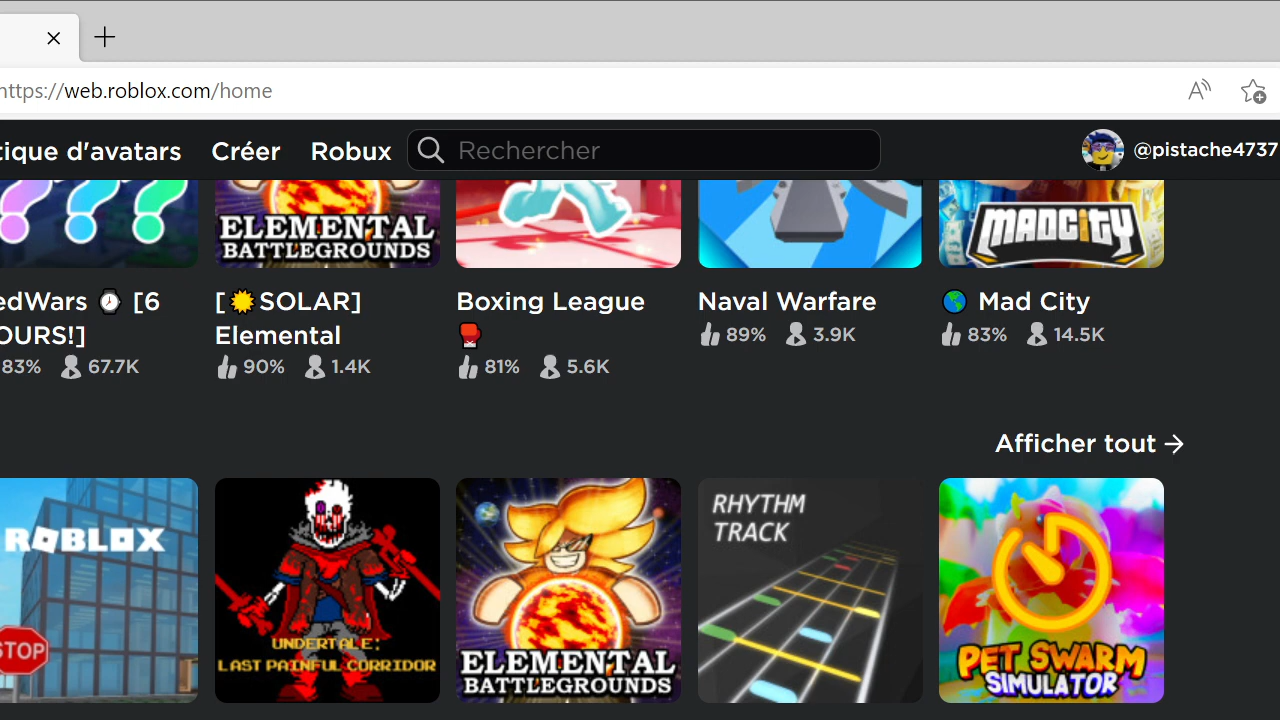 https://web.roblox.com/home
tique d'avatars Créer Robux Rechercher @pistache4737
ELEMENTAL
BATTLEGROUNDS
MADCITY
edWars ⌚ [6
OURS!]
83% 67.7K
[☀️SOLAR]
Elemental
90% 1.4K
Boxing League
🥊
81% 5.6K
Naval Warfare
89% 3.9K
🌎 Mad City
83% 14.5K
Afficher tout →
ROBLOX
STOP
UNDERTALE:
LAST PAINFUL CORRIDOR
ELEMENTAL
BATTLEGROUNDS
RHYTHM
TRACK
PET SWARM
SIMULATOR